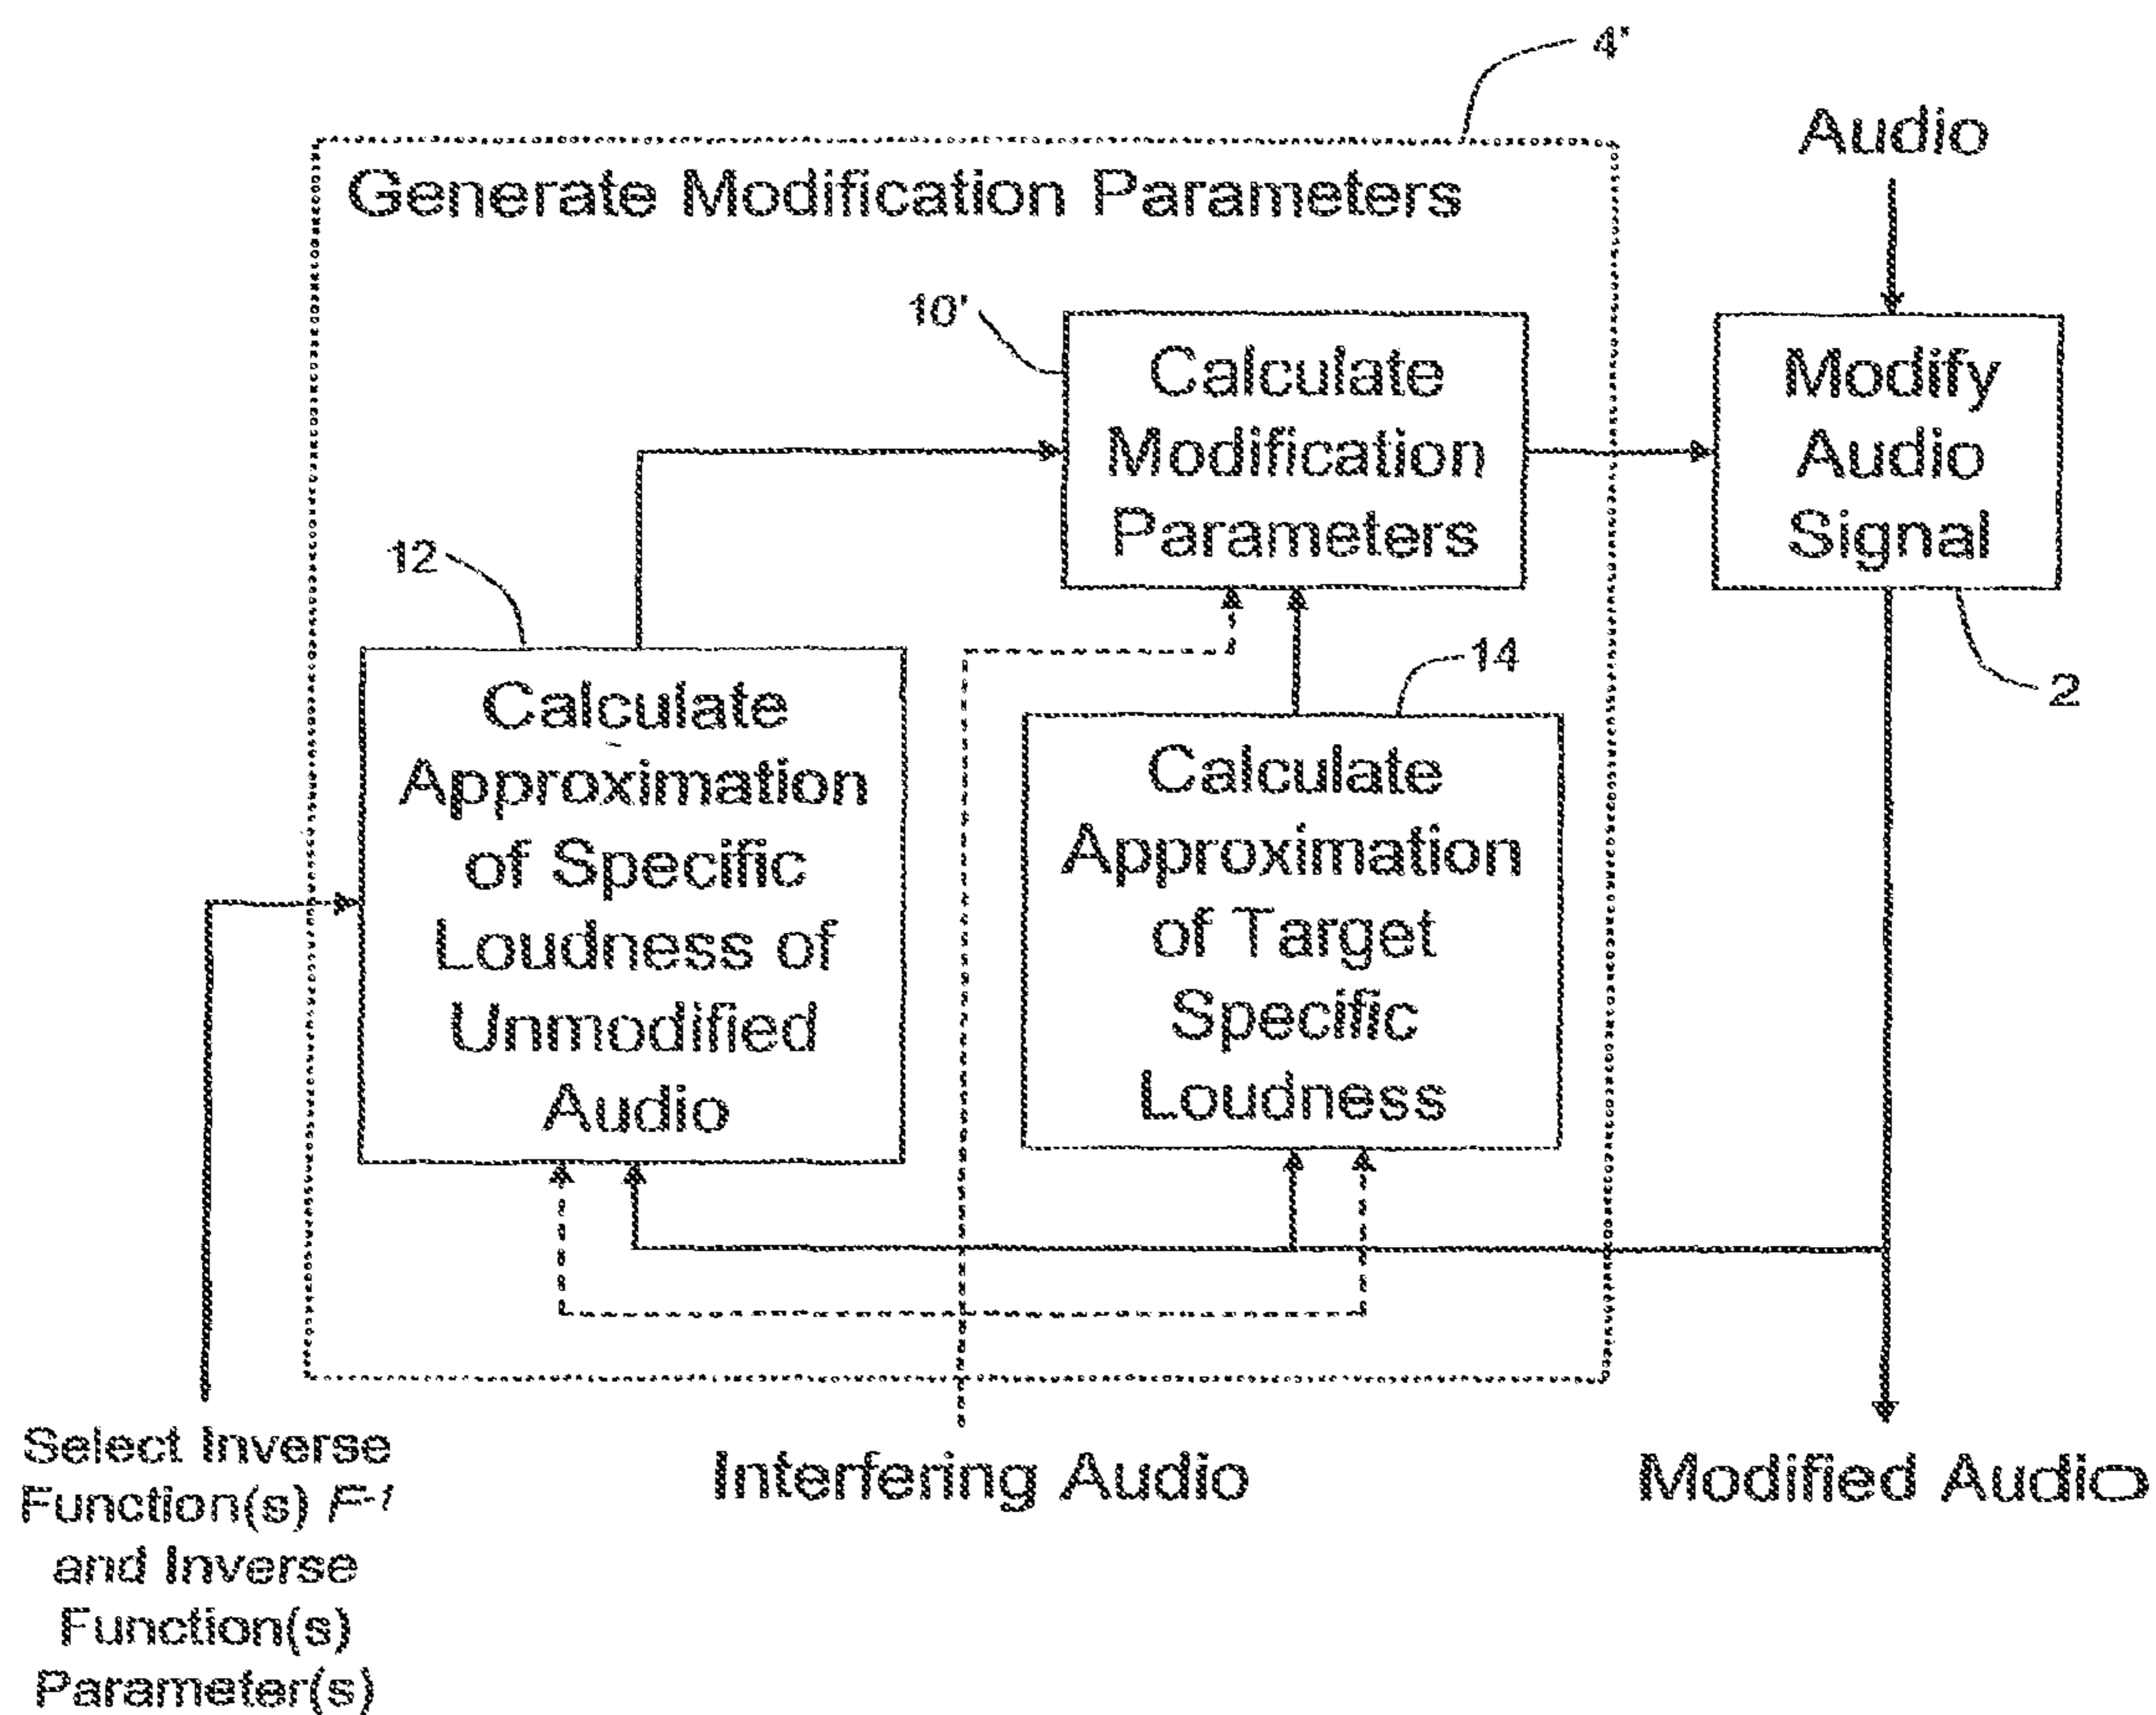 4'
Audio
Generate Modification Parameters
10'
Calculate
Modification
Parameters
Modify
Audio
Signal
12
14
2
Calculate
Approximation
of Specific
Loudness of
Unmodified
Audio
Calculate
Approximation
of Target
Specific
Loudness
Select Inverse
Function(s) F-1
and Inverse
Function(s)
Parameter(s)
Interfering Audio
Modified Audio